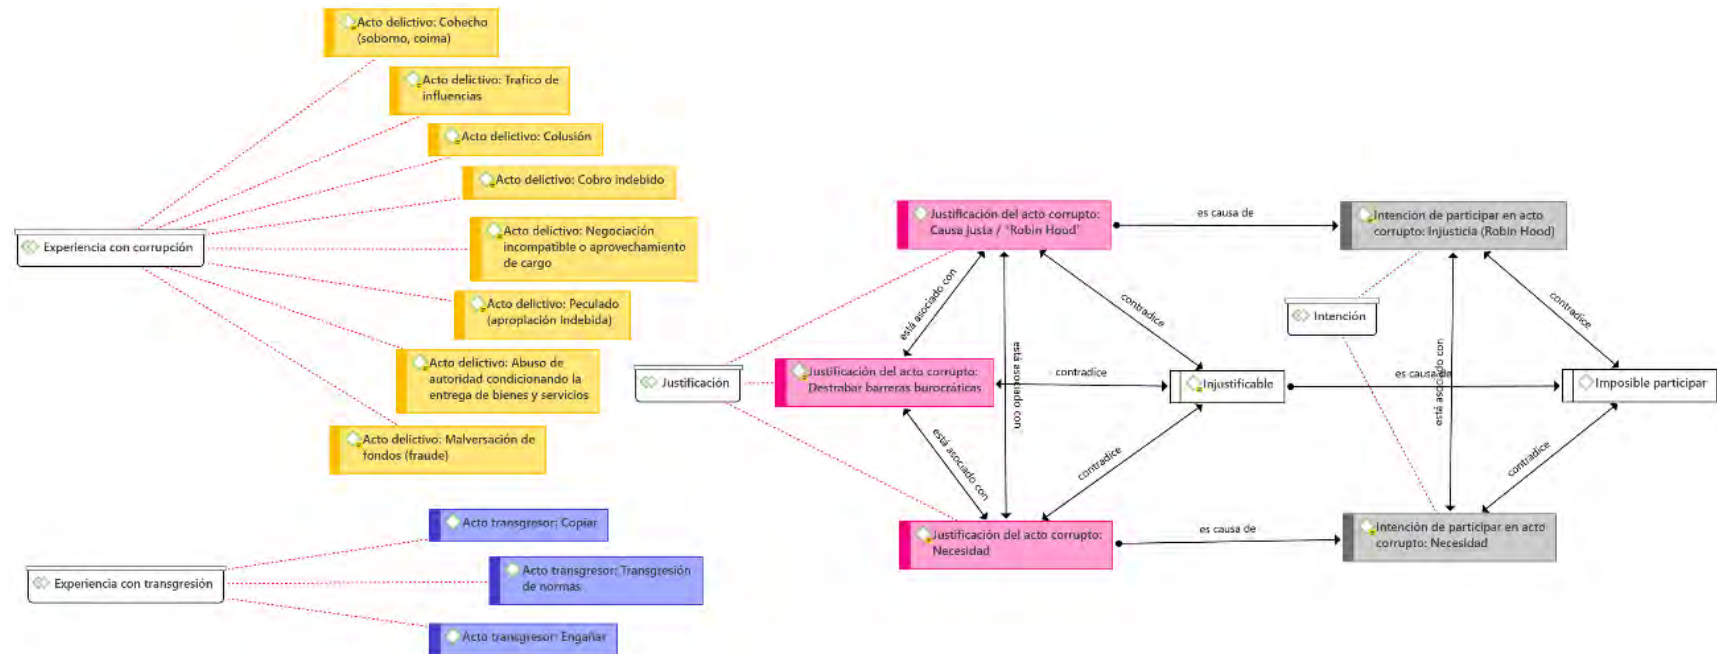 Acto delictivo: Cohecho
(soborno, coima)
Acto delictivo: Trafico de
influencias
Acto delictivo: Colusión
Acto delictivo: Cobro indebido
Experiencia con corrupción
Acto delictivo: Negociación
incompatible o aprovechamiento
de cargo
Acto delictivo: Peculado
(apropiación indebida)
Acto delictivo: Abuso de
autoridad condicionando la
entrega de bienes y servicios
Acto delictivo: Malversación de
fondos (fraude)
Acto transgresor: Copiar
Experiencia con transgresión
Acto transgresor: Transgresión
de normas
Acto transgresor: Engañar
Justificación del acto corrupto:
Causa Justa / "Robin Hood"
es causa de
Intención de participar en acto
corrupto: Injusticia (Robin Hood)
está asociado con
contradice
contradice
Intención
está asociado con
está asociado con
Justificación
Justificación del acto corrupto:
Destrabar barreras burocráticas
contradice
Injustificable
es causa de
Imposible participar
está asociado con
contradice
contradice
Justificación del acto corrupto:
Necesidad
es causa de
Intención de participar en acto
corrupto: Necesidad